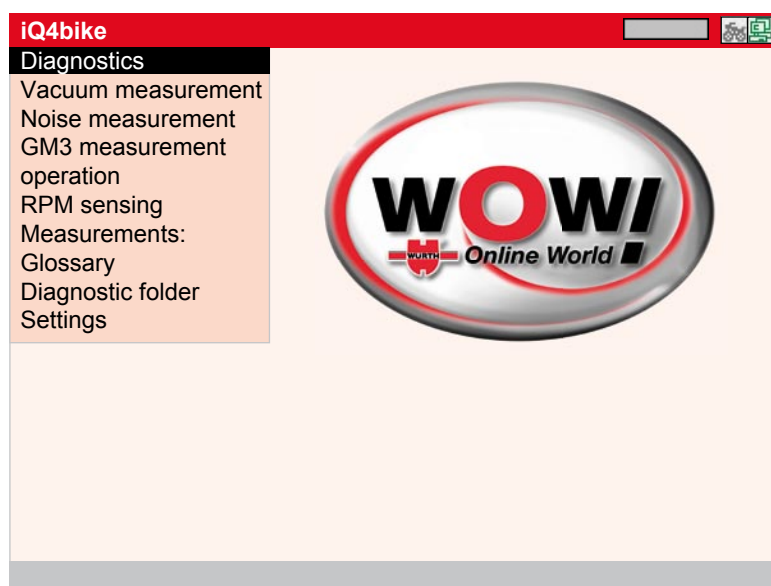 iQ4bike
Diagnostics
Vacuum measurement
Noise measurement
GM3 measurement
operation
RPM sensing
Measurements:
Glossary
Diagnostic folder
Settings
WOW!
WÜRTH Online World